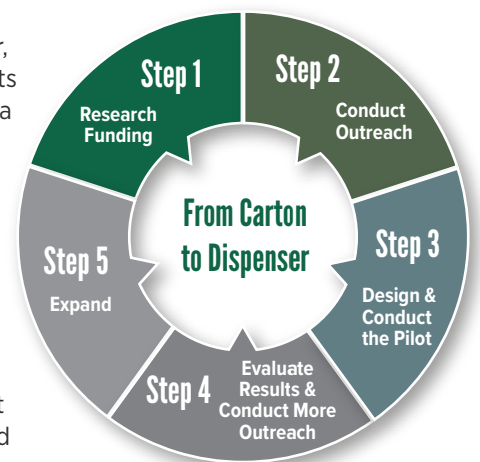 r,
ts
a
t
d
Step 1
Research
Funding
Step 2
Conduct
Outreach
Step 3
Design &
Conduct
the Pilot
Step 4
Evaluate
Results &
Conduct More
Outreach
Step 5
Expand
From Carton
to Dispenser